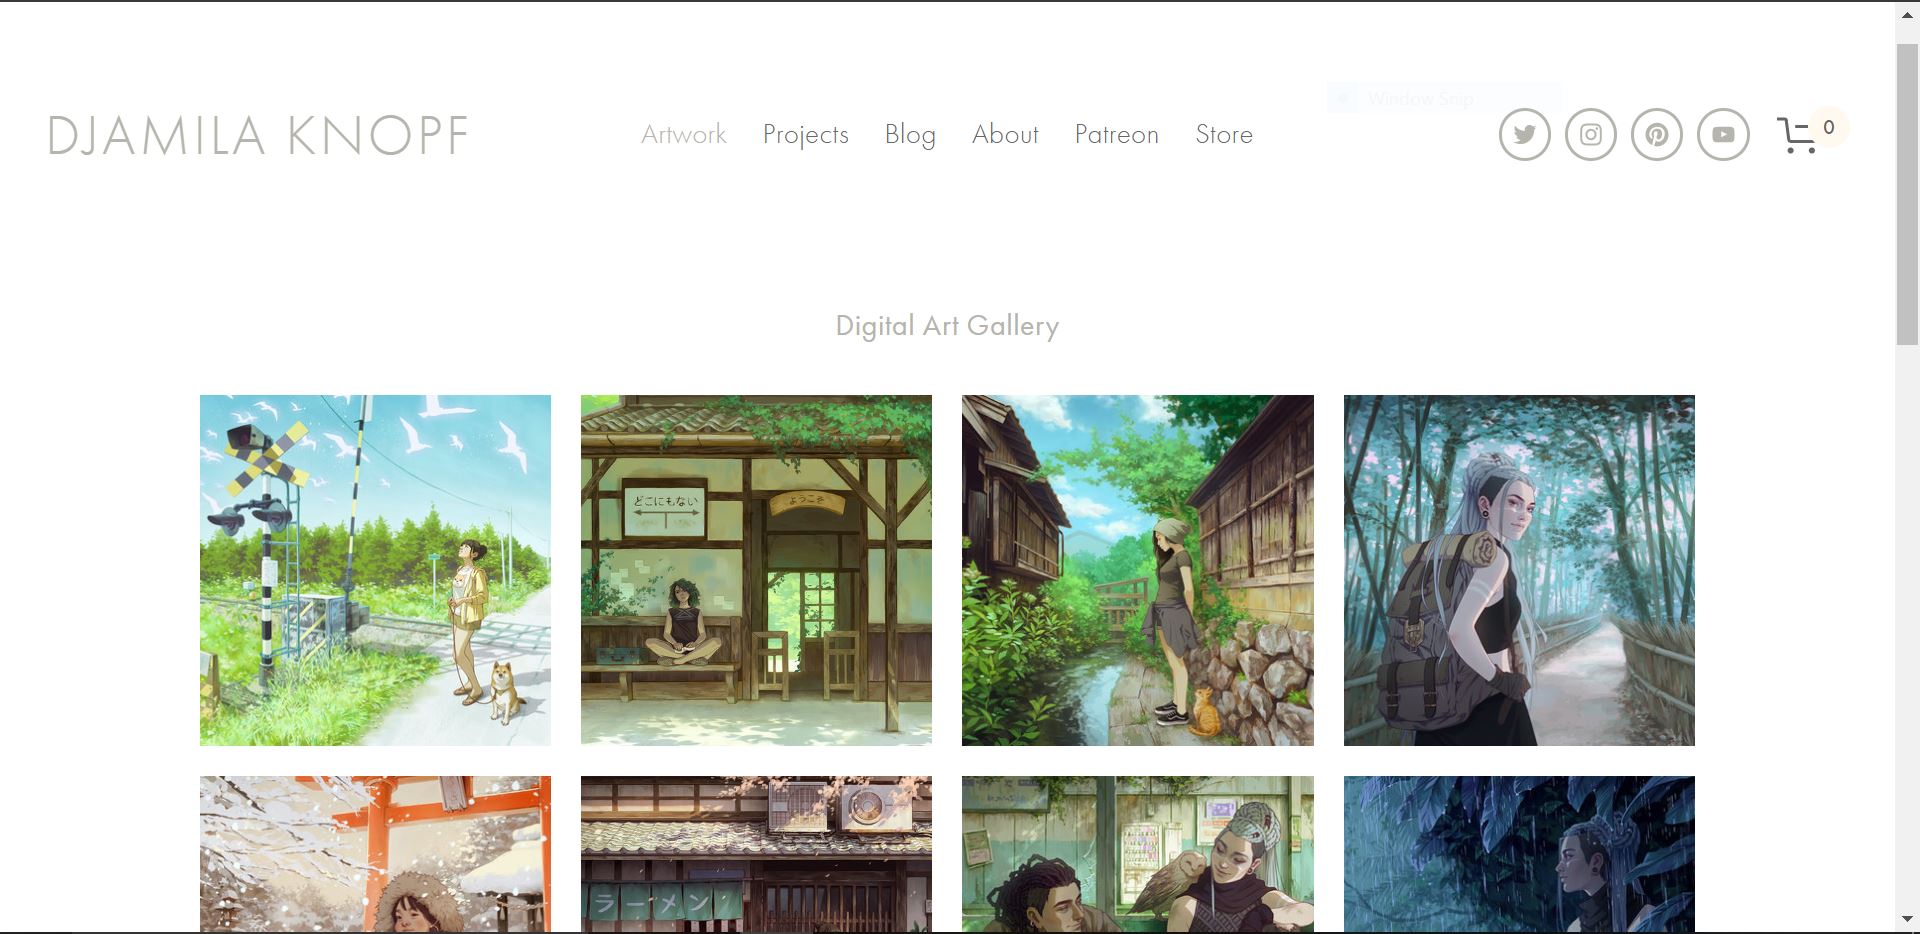 Window Snip
DJAMILA KNOPF
Artwork
Projects
Blog
About
Patreon
Store
0
Digital Art Gallery
どこにもない
ようこそ
ラーメン